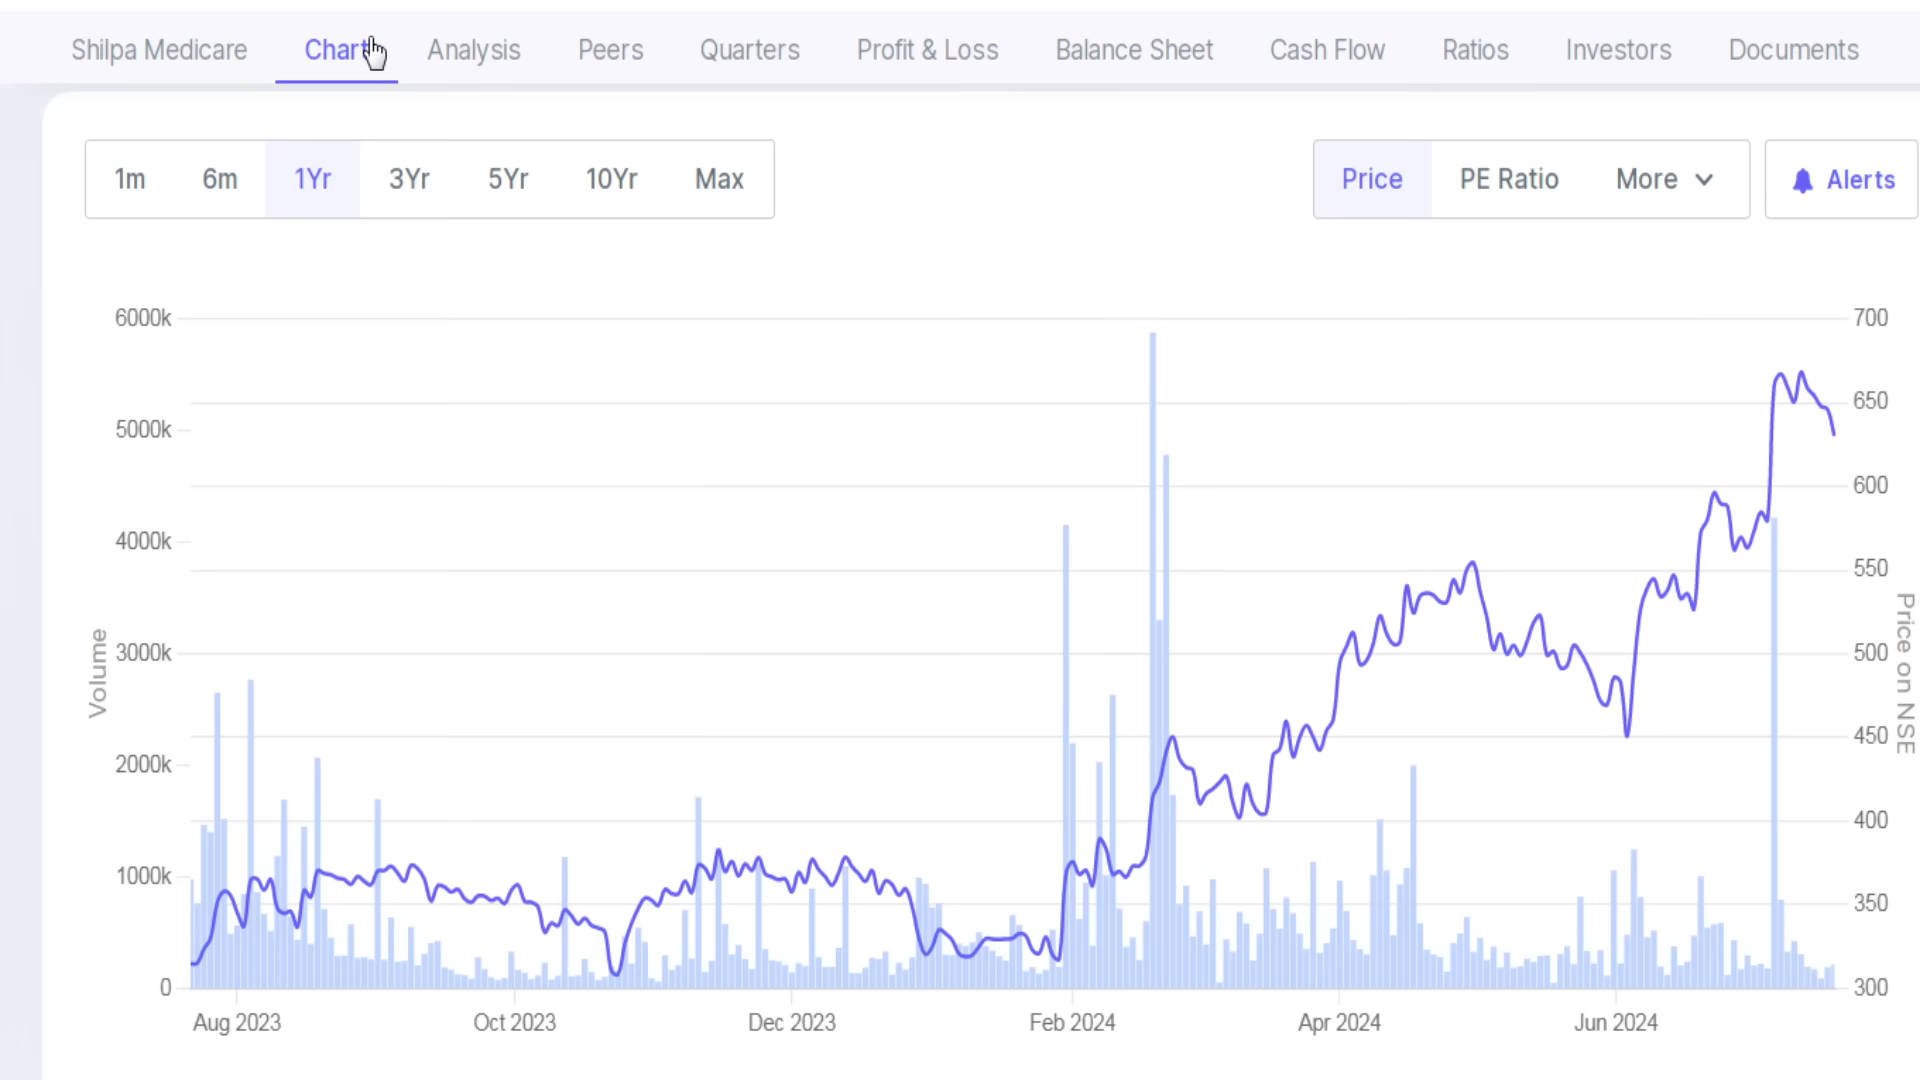 Shilpa Medicare Chart Analysis Peers Quarters Profit & Loss Balance Sheet Cash Flow Ratios Investors Documents
1m 6m 1Yr 3Yr 5Yr 10Yr Max Price PE Ratio More Alerts
6000k 700
650
5000k
600
4000k
550
3000k 500
Volume
Price on NSE
450
2000k
400
1000k
350
0 300
Aug 2023 Oct 2023 Dec 2023 Feb 2024 Apr 2024 Jun 2024